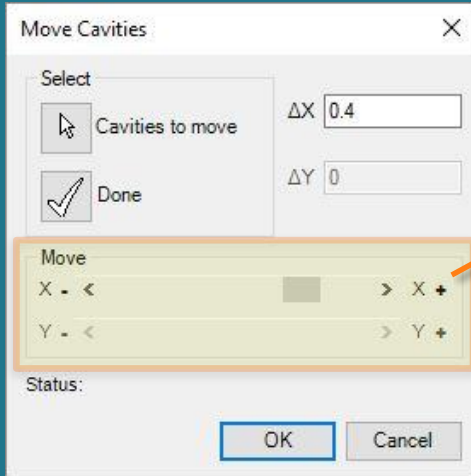 Move Cavities
Select
Cavities to move
Done
ΔX 0.4
ΔY 0
Move
X - < > X +
Y - < > Y +
Status:
OK Cancel